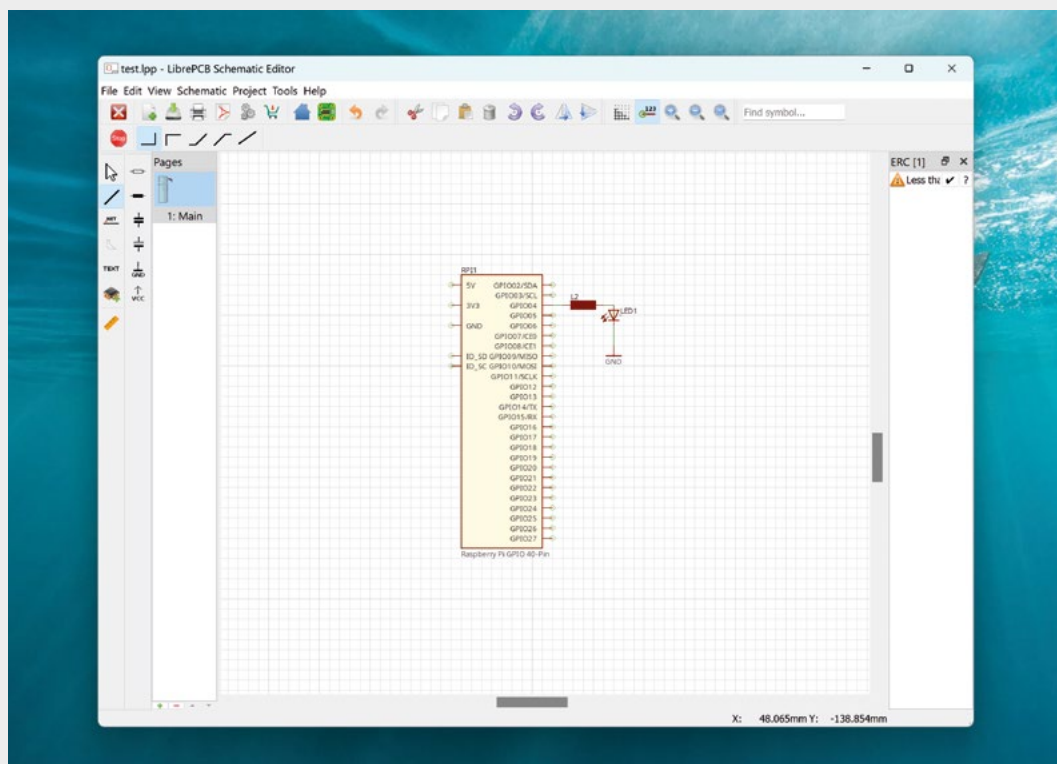 test.lpp - LibrePCB Schematic Editor
File Edit View Schematic Project Tools Help
123
Find symbol...
Stop
Pages
ERC [1]
Less tha
?
1: Main
.NET
TEXT
GND
VCC
RPI1
5V GPIO02/SDA
GPIO03/SCL
3V3 GPIO04
L2
GPIO05
LED1
GND GPIO06
GPIO07/CE0
GPIO08/CE1
ID_SD GPIO09/MISO
ID_SC GPIO10/MOSI
GND
GPIO11/SCLK
GPIO12
GPIO13
GPIO14/TX
GPIO15/RX
GPIO16
GPIO17
GPIO18
GPIO19
GPIO20
GPIO21
GPIO22
GPIO23
GPIO24
GPIO25
GPIO26
GPIO27
Raspberry Pi GPIO 40-Pin
X: 48.065mm Y: -138.854mm